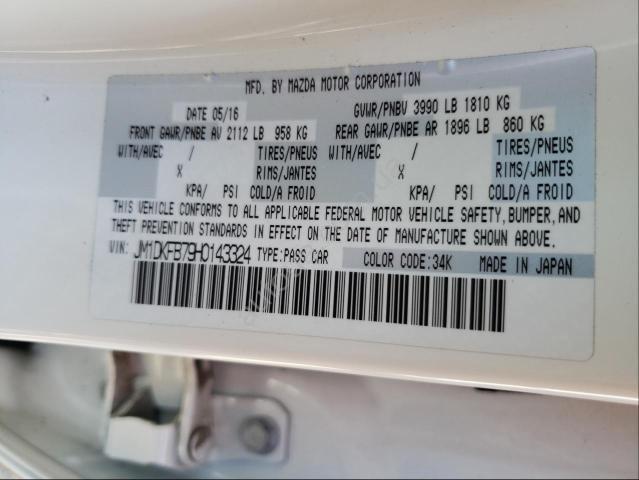 MFD. BY MAZDA MOTOR CORPORATION
DATE 05/16 GVWR/PNBV 3990 LB 1810 KG
FRONT GAWR/PNBE AV 2112 LB 958 KG REAR GAWR/PNBE AR 1896 LB 860 KG
WITH/AVEC / TIRES/PNEUS WITH/AVEC / TIRES/PNEUS
X RIMS/JANTES X RIMS/JANTES
KPA/ PSI COLD/A FROID KPA/ PSI COLD/A FROID
THIS VEHICLE CONFORMS TO ALL APPLICABLE FEDERAL MOTOR VEHICLE SAFETY, BUMPER, AND
THEFT PREVENTION STANDARDS IN EFFECT ON THE DATE OF MANUFACTURE SHOWN ABOVE.
VIN: JM1DKFB79H0143324 TYPE:PASS CAR COLOR CODE:34K MADE IN JAPAN